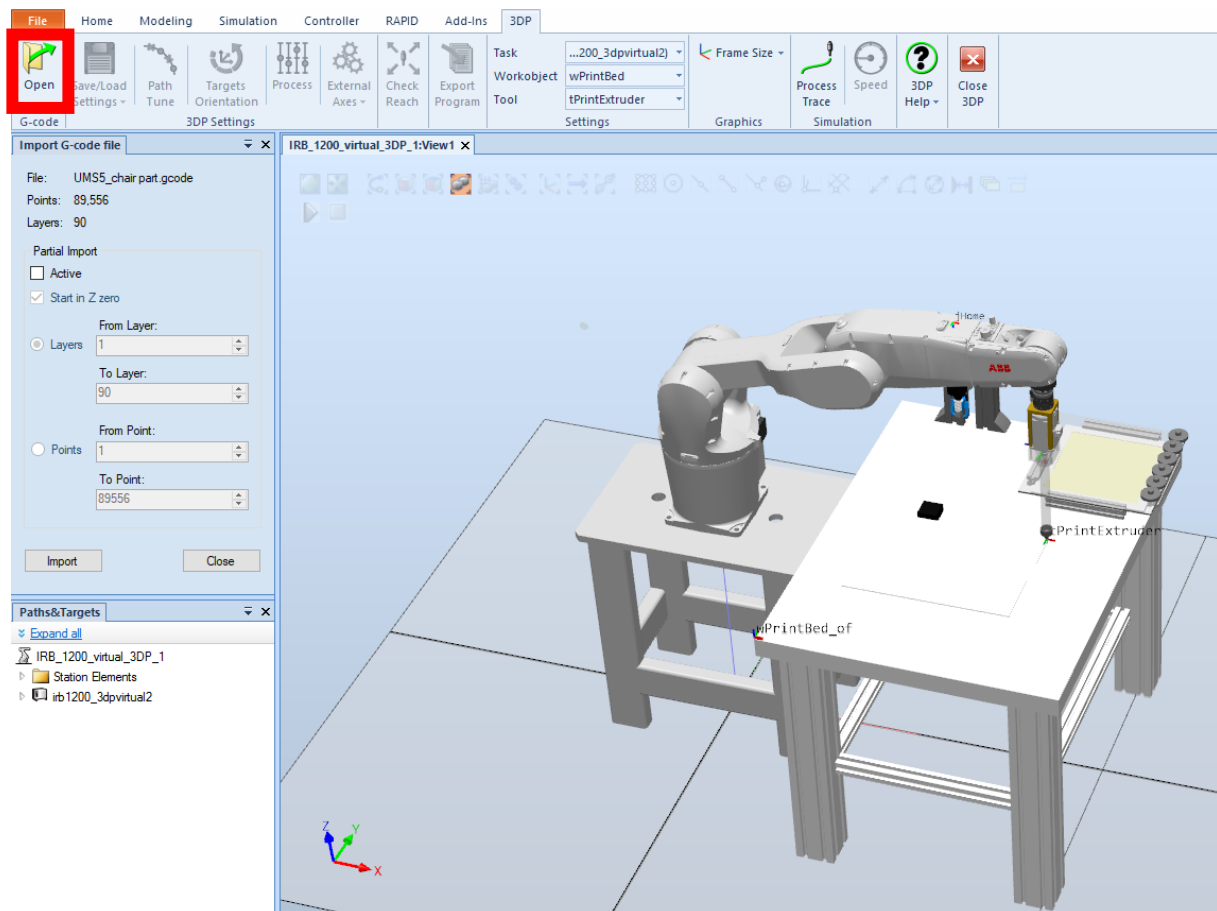 File Home Modeling Simulation Controller RAPID Add-Ins 3DP
Open
Save/Load Settings
Path Tune
Targets Orientation
Process
External Axes
Check Reach
Export Program
Task ...200_3dpvirtual2)
Workobject wPrintBed
Tool tPrintExtruder
Frame Size
Process Trace
Speed
3DP Help
Close 3DP
G-code 3DP Settings Settings Graphics Simulation
Import G-code file
IRB_1200_virtual_3DP_1:View1
File: UMS5_chair part.gcode
Points: 89,556
Layers: 90
Partial Import
Active
Start in Z zero
From Layer:
Layers 1
To Layer:
90
From Point:
Points 1
To Point:
89556
Import Close
Paths&Targets
Expand all
IRB_1200_virtual_3DP_1
Station Elements
irb1200_3dpvirtual2
jHome
ABB
tPrintExtruder
wPrintBed_of
Z
Y
X